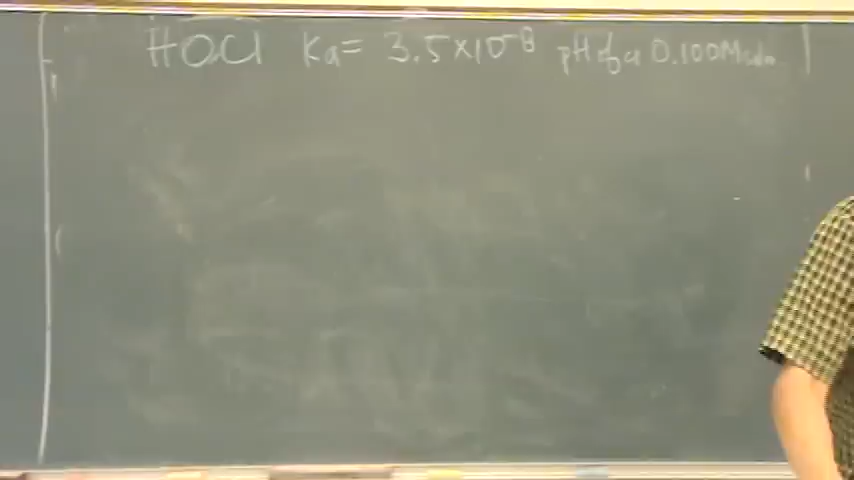 HOCl Ka = 3.5x10⁻⁸ pH of a 0.100M soln